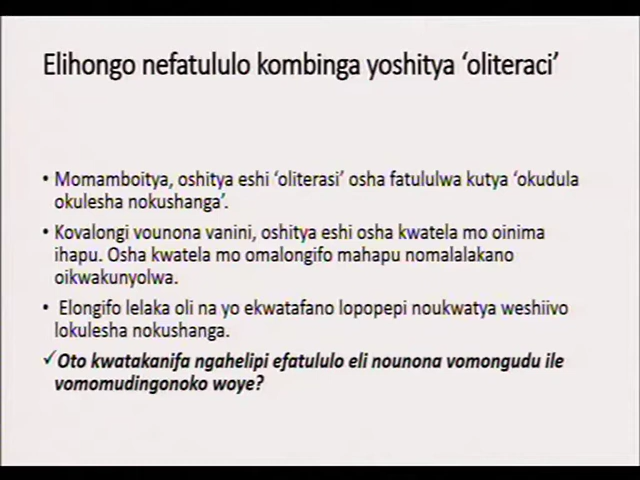 Elihongo nefatululo kombinga yoshitya ‘oliteraci’
• Momamboitya, oshitya eshi ‘oliterasi’ osha fatululwa kutya ‘okudula
okulesha nokushanga’.
• Kovalongi vounona vanini, oshitya eshi osha kwatela mo oinima
ihapu. Osha kwatela mo omalongifo mahapu nomalalakano
oikwakunyolwa.
• Elongifo lelaka oli na yo ekwatafano lopopepi noukwatya weshiivo
lokulesha nokushanga.
✓Oto kwatakanifa ngahelipi efatululo eli nounona vomongudu ile
vomomudingonoko woye?